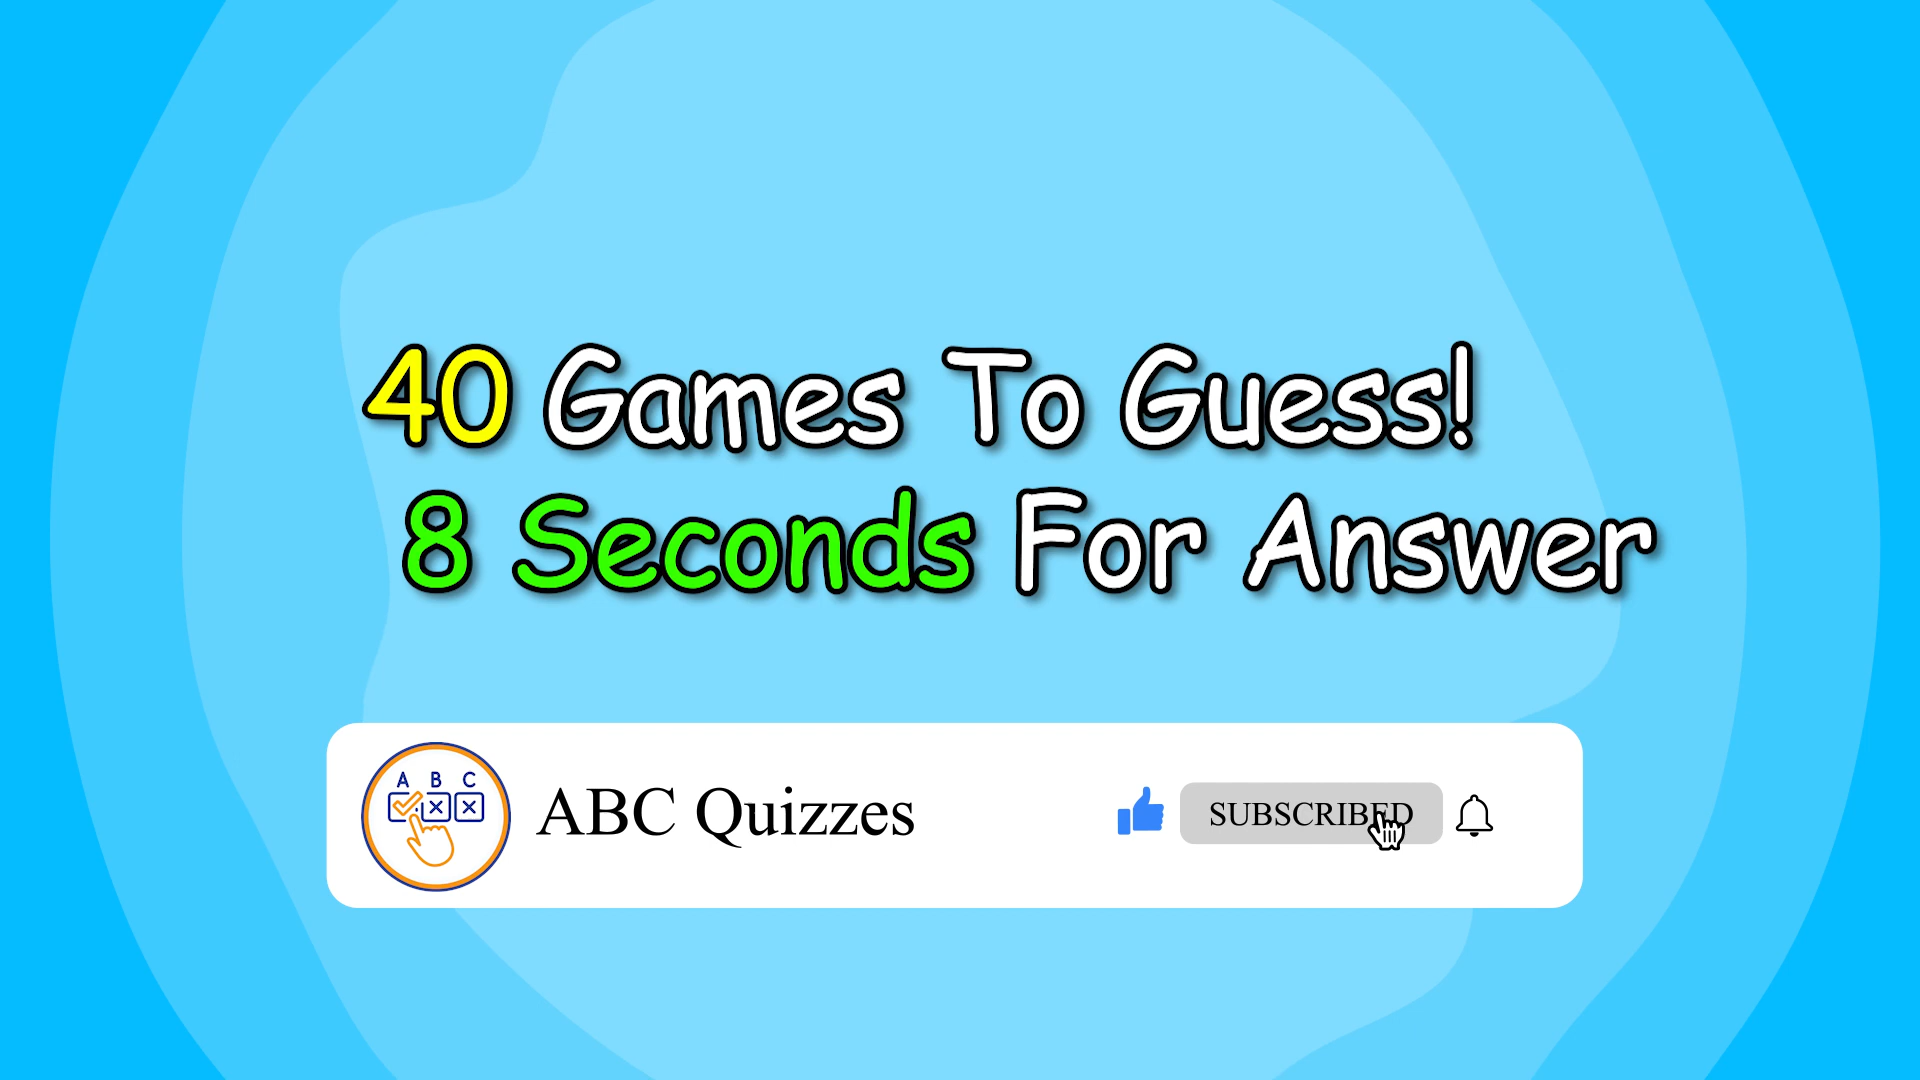 40 Games To Guess!
8 Seconds For Answer
A B C
ABC Quizzes
SUBSCRIBED